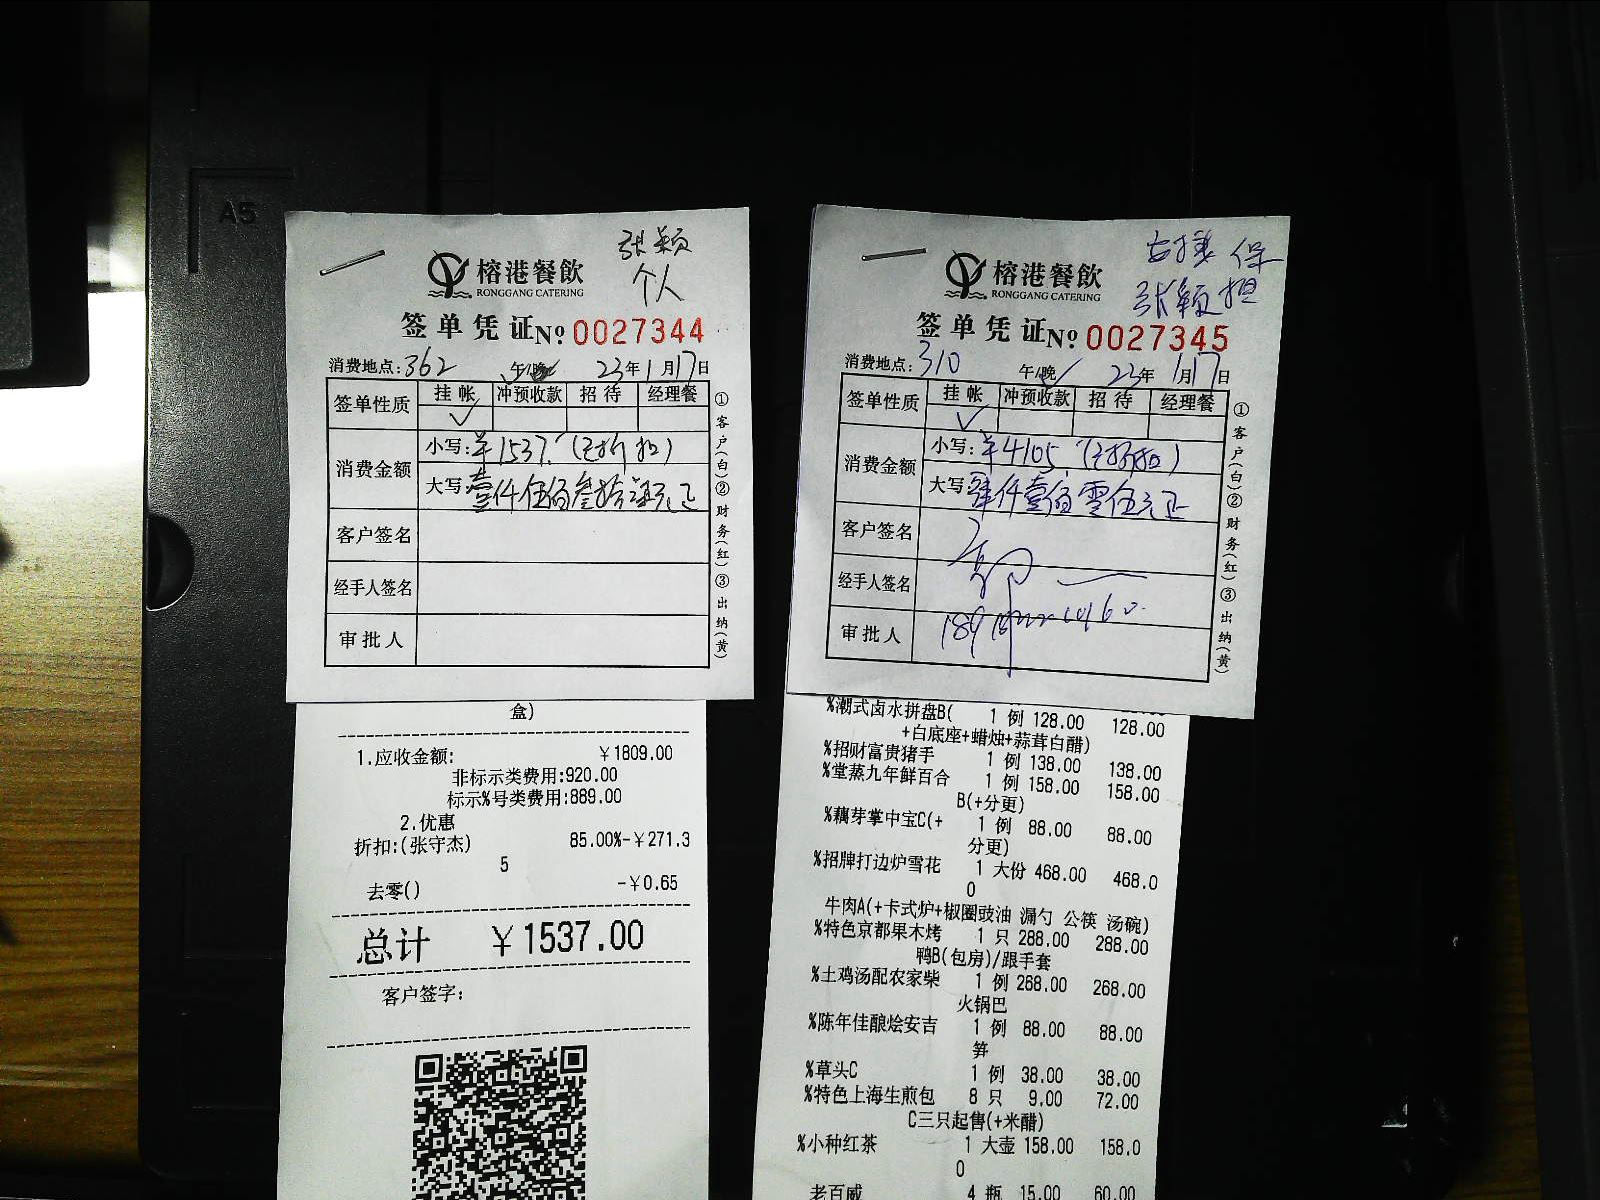 A5
张颖
个人
榕港餐飲
RONGGANG CATERING
签单凭证№ 0027344
消费地点:362 午/晚 23年1月17日
签单性质 挂帐 冲预收款 招待 经理餐
✓
消费金额 小写:¥1537.
大写:壹仟伍佰叁拾柒元正
客户签名
经手人签名
审批人
①客户(白)②财务(红)③出纳(黄)
盒)
1.应收金额: ¥1809.00
非标示类费用:920.00
标示%号类费用:889.00
2.优惠
折扣:(张守杰) 85.00%-¥271.3
5
去零() -¥0.65
总计 ¥1537.00
客户签字:
保
张颖 担
榕港餐飲
RONGGANG CATERING
签单凭证№ 0027345
消费地点:310 午/晚✓ 23年1月17日
签单性质 挂帐 冲预收款 招待 经理餐
✓
消费金额 小写:¥4105.
大写:肆仟壹佰零伍元正
客户签名
经手人签名
审批人
①客户(白)②财务(红)③出纳(黄)
%潮式卤水拼盘B( 1 例 128.00 128.00
+白底座+蜡烛+蒜茸白醋)
%招财富贵猪手 1 例 138.00 138.00
%堂蒸九年鲜百合 1 例 158.00 158.00
B(+分更)
%藕芽掌中宝C(+ 1 例 88.00 88.00
分更)
%招牌打边炉雪花 1 大份 468.00 468.0
0
牛肉A(+卡式炉+椒圈豉油 漏勺 公筷 汤碗)
%特色京都果木烤 1 只 288.00 288.00
鸭B(包房)/跟手套
%土鸡汤配农家柴 1 例 268.00 268.00
火锅巴
%陈年佳酿烩安吉 1 例 88.00 88.00
笋
%草头C 1 例 38.00 38.00
%特色上海生煎包 8 只 9.00 72.00
C三只起售(+米醋)
%小种红茶 1 大壶 158.00 158.0
0
老百威 4 瓶 15.00 60.00